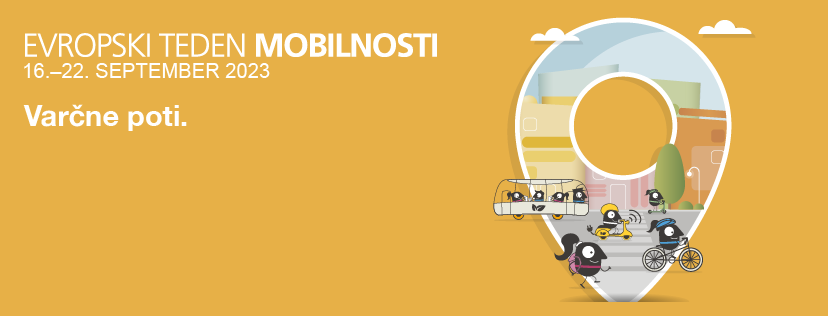 EVROPSKI TEDEN MOBILNOSTI
16.–22. SEPTEMBER 2023
Varčne poti.